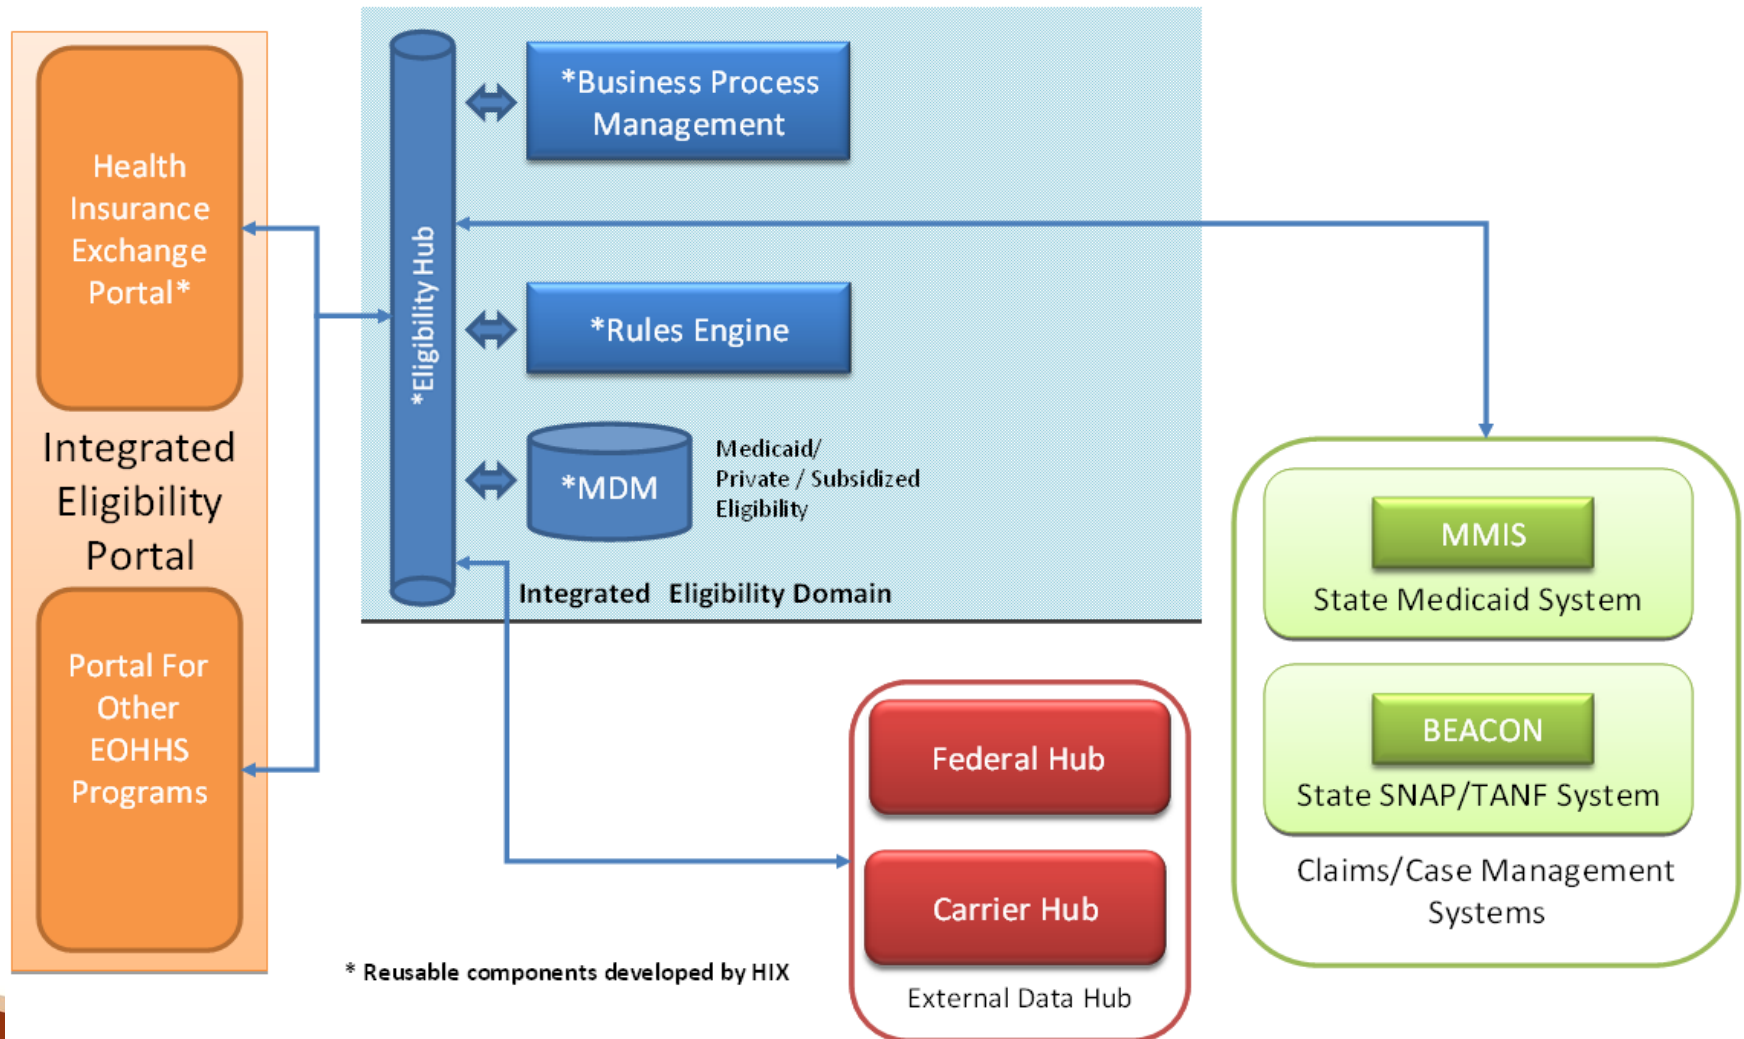 Health
Insurance
Exchange
Portal*
Integrated
Eligibility
Portal
Portal For
Other
EOHHS
Programs
*Eligibility Hub
*Business Process
Management
*Rules Engine
*MDM
Medicaid/
Private / Subsidized
Eligibility
Integrated Eligibility Domain
MMIS
State Medicaid System
BEACON
State SNAP/TANF System
Claims/Case Management
Systems
Federal Hub
Carrier Hub
External Data Hub
* Reusable components developed by HIX